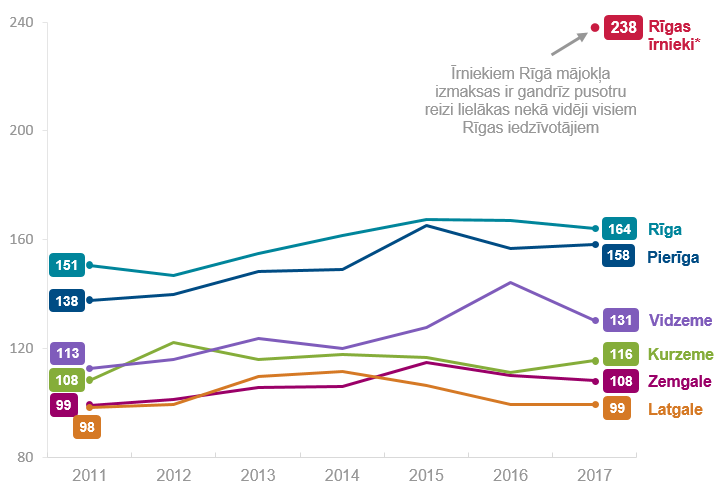 240
238
Rīgas
īrnieki*
Īrniekiem Rīgā mājokļa
izmaksas ir gandrīz pusotru
reizi lielākas nekā vidēji visiem
Rīgas iedzīvotājiem
200
160
151
164
Rīga
138
158
Pierīga
113
131
Vidzeme
120
108
116
Kurzeme
99
108
Zemgale
98
99
Latgale
80
2011 2012 2013 2014 2015 2016 2017